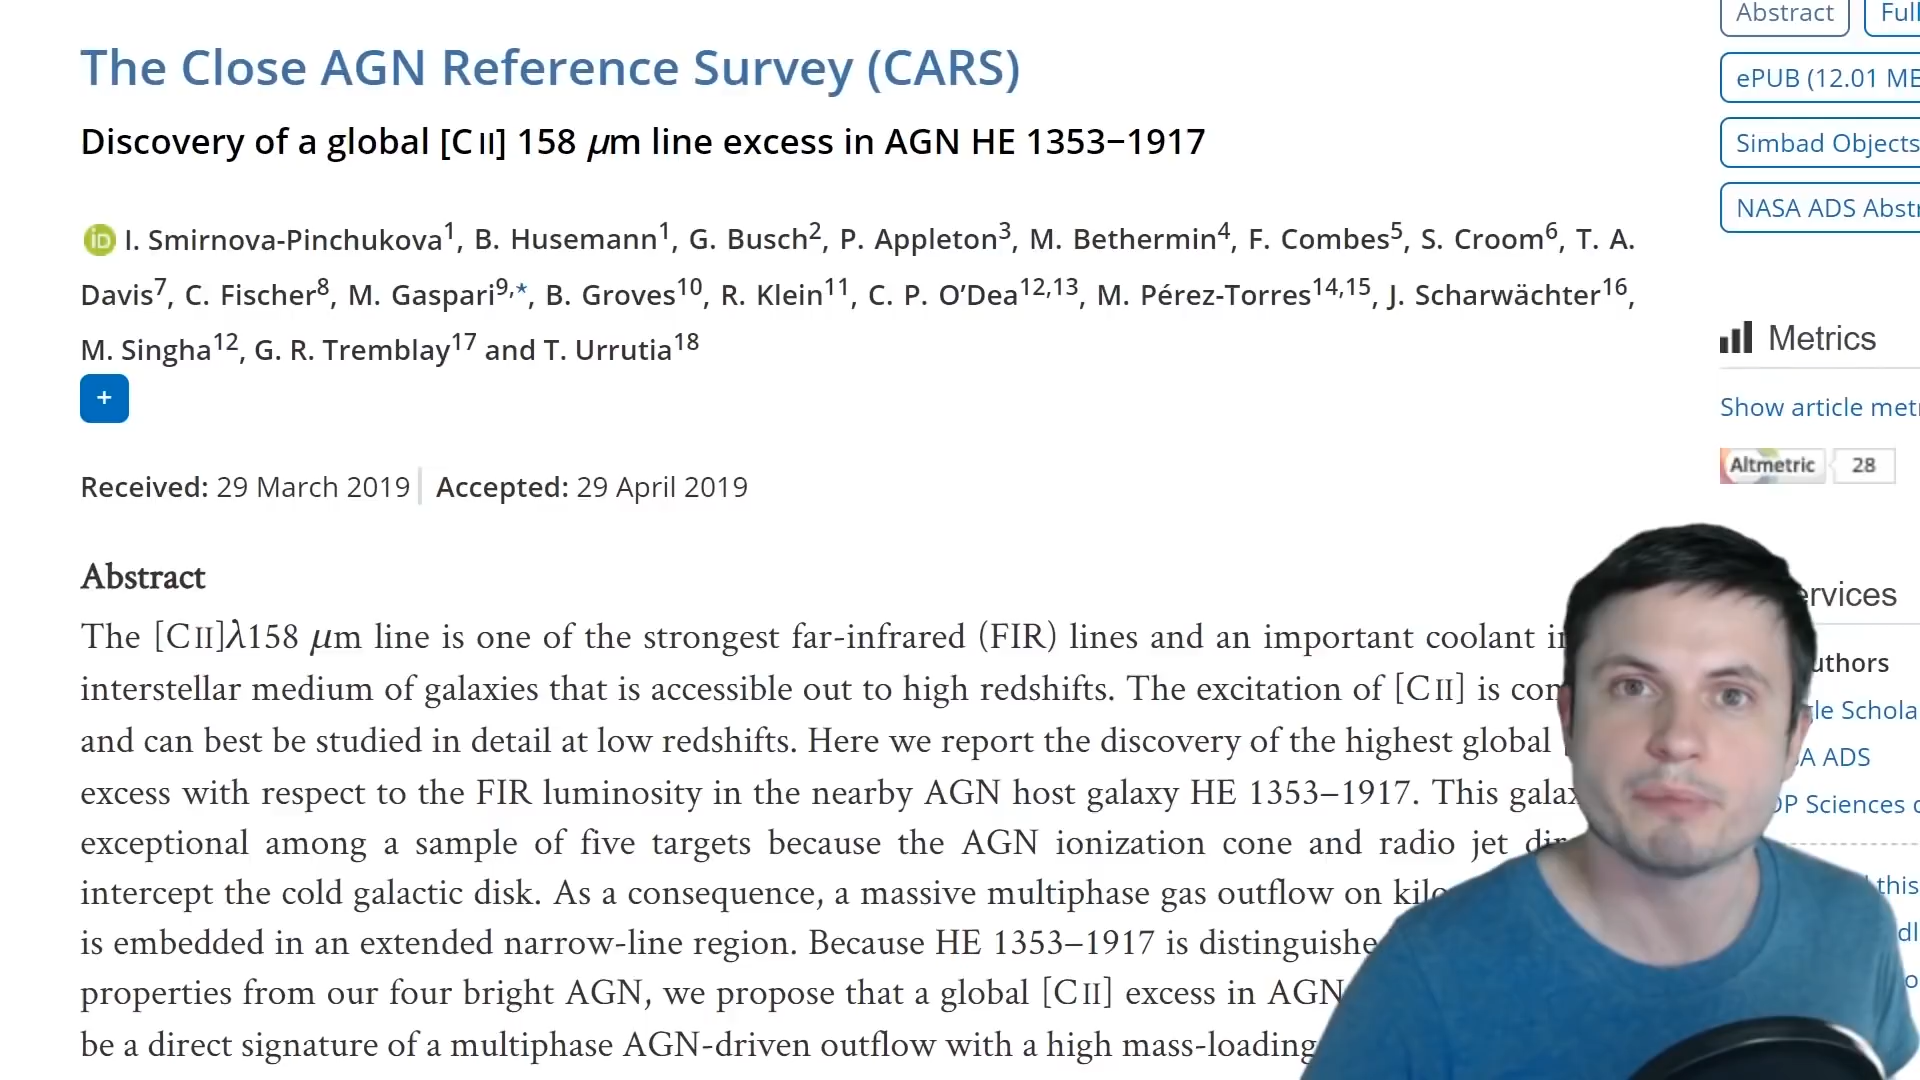 The Close AGN Reference Survey (CARS)
Discovery of a global [C II] 158 μm line excess in AGN HE 1353−1917
iD I. Smirnova-Pinchukova1, B. Husemann1, G. Busch2, P. Appleton3, M. Bethermin4, F. Combes5, S. Croom6, T. A.
Davis7, C. Fischer8, M. Gaspari9,*, B. Groves10, R. Klein11, C. P. O’Dea12,13, M. Pérez-Torres14,15, J. Scharwächter16,
M. Singha12, G. R. Tremblay17 and T. Urrutia18
+
Received: 29 March 2019 Accepted: 29 April 2019
Abstract
The [C II]λ158 μm line is one of the strongest far-infrared (FIR) lines and an important coolant
interstellar medium of galaxies that is accessible out to high redshifts. The excitation of [C II] is
and can best be studied in detail at low redshifts. Here we report the discovery of the highest global
excess with respect to the FIR luminosity in the nearby AGN host galaxy HE 1353–1917. This
exceptional among a sample of five targets because the AGN ionization cone and radio jet
intercept the cold galactic disk. As a consequence, a massive multiphase gas outflow on
is embedded in an extended narrow-line region. Because HE 1353–1917 is
properties from our four bright AGN, we propose that a global [C II] excess in AGN
be a direct signature of a multiphase AGN-driven outflow with a high mass-loading
Abstract
Full
ePUB (12.01
Simbad Objects
NASA ADS
Metrics
Show article
Altmetric 28
ADS
Sciences
this